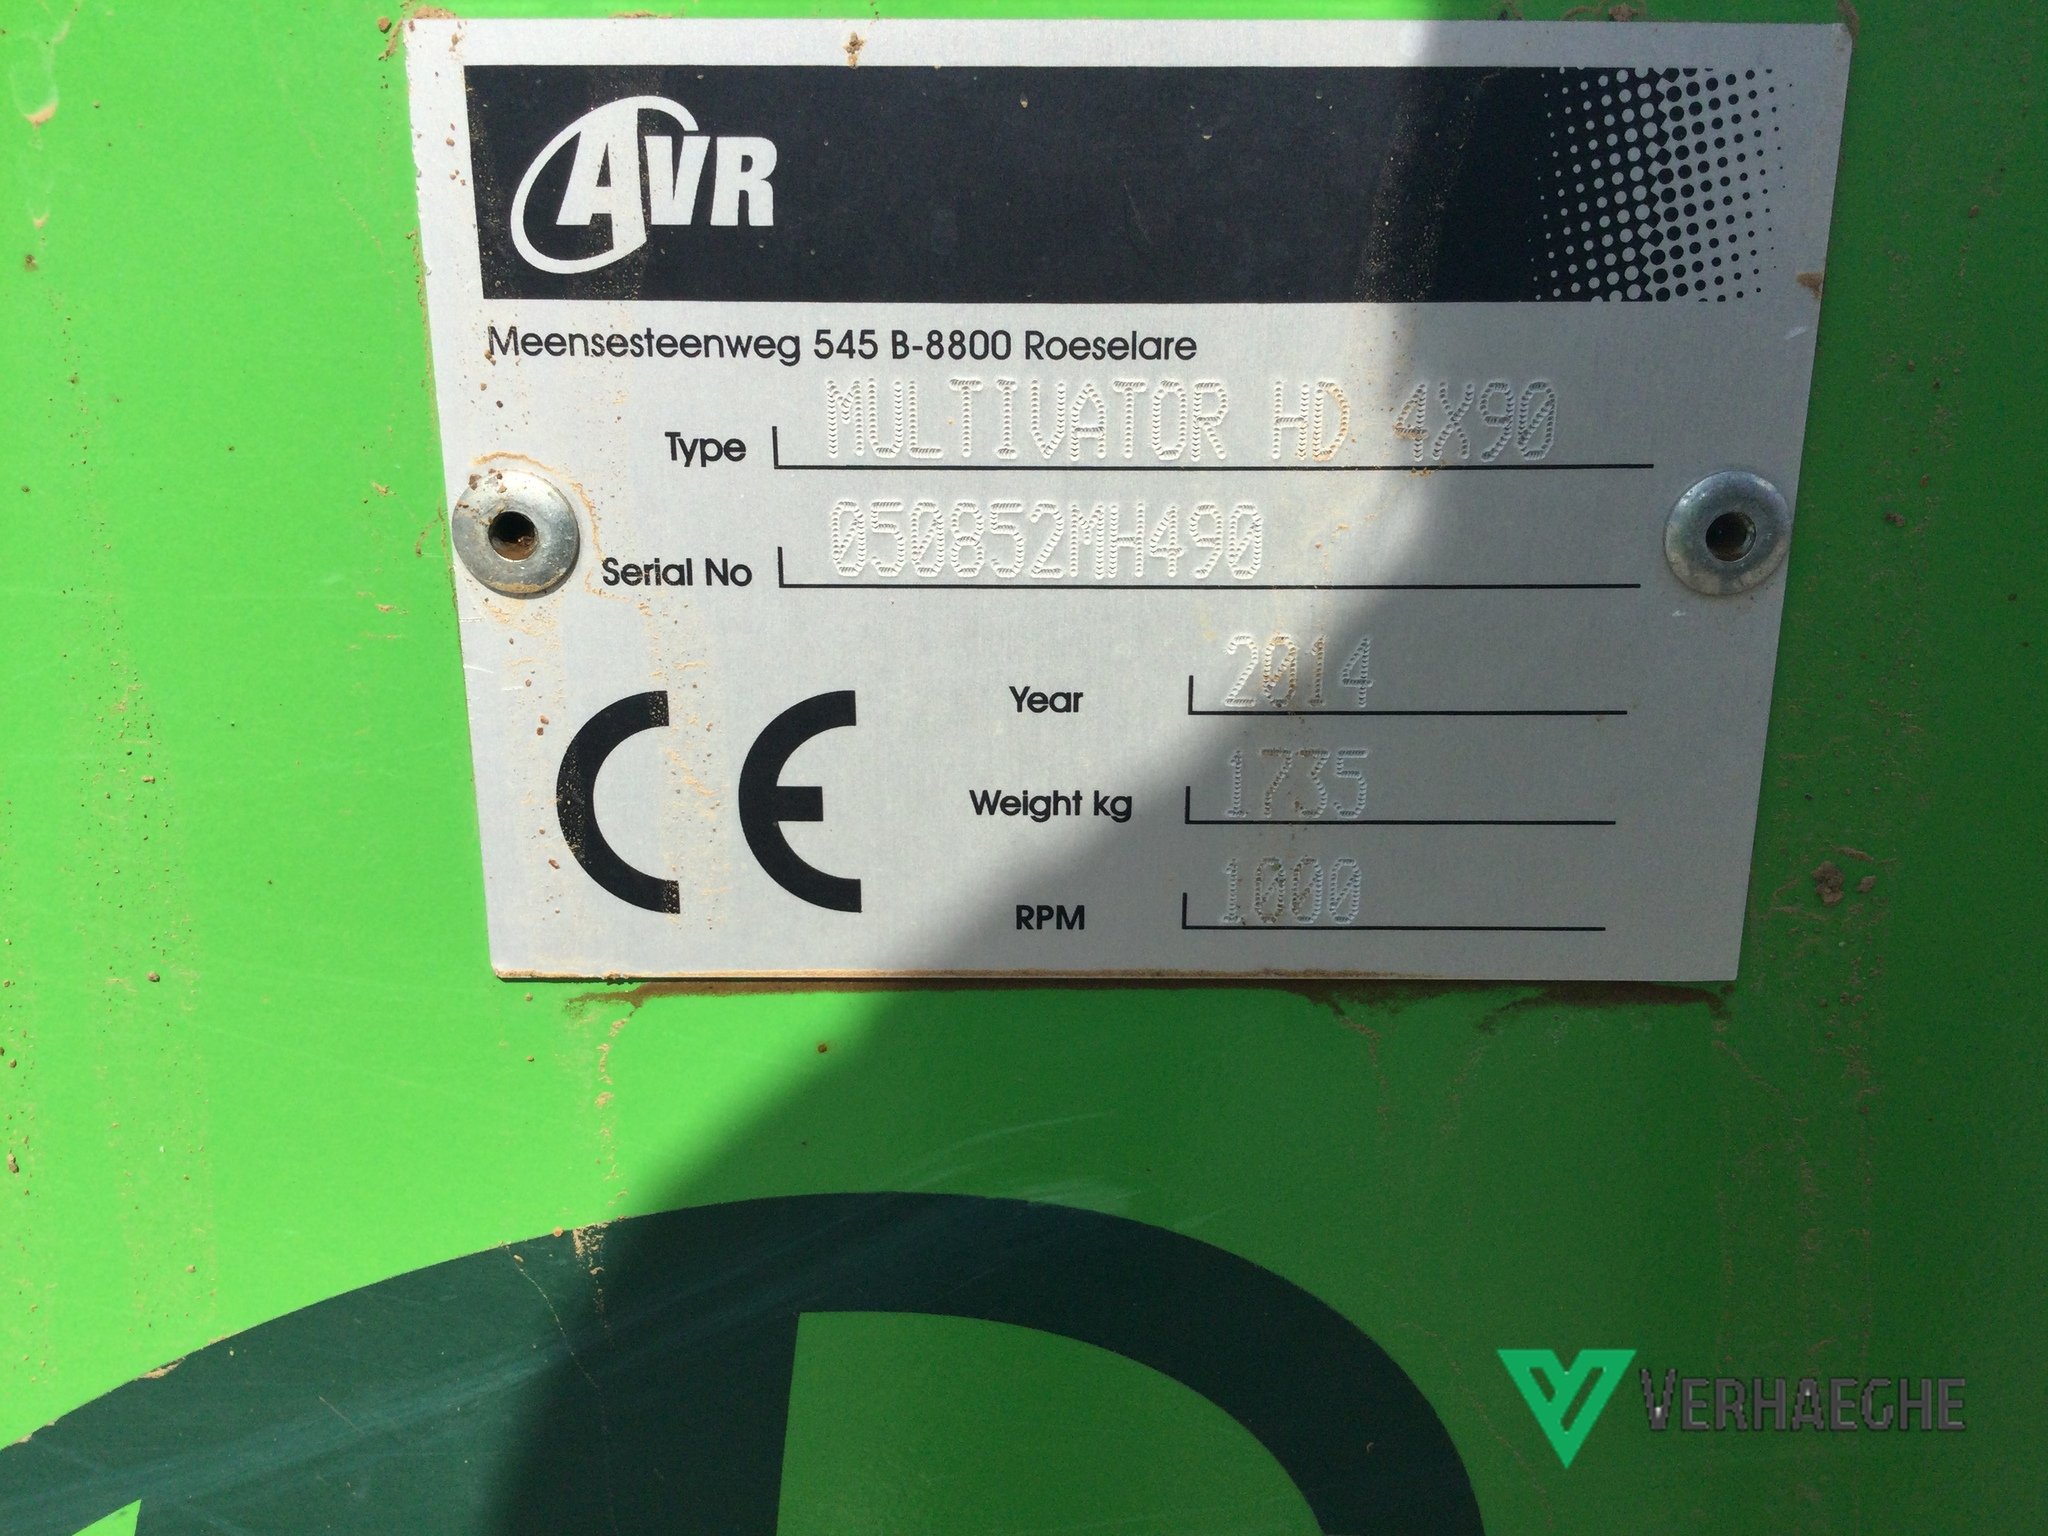 AVR
Meensesteenweg 545 B-8800 Roeselare
Type MULTIVATOR HD 4X90
Serial No 050852MH490
CE
Year 2014
Weight kg 1735
RPM 1000
VERHAEGHE